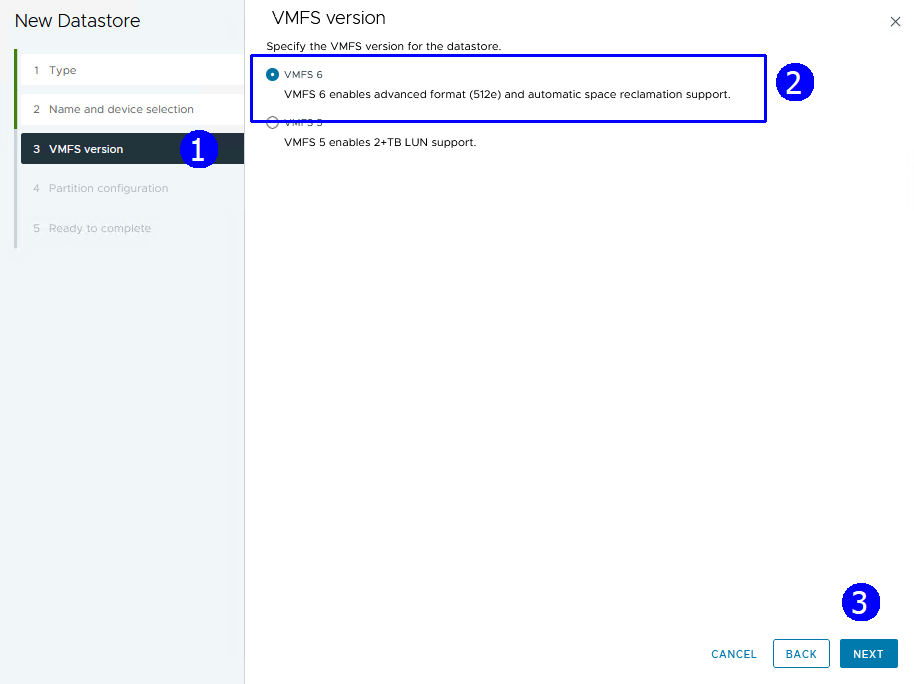 New Datastore
1 Type
2 Name and device selection
3 VMFS version
1
4 Partition configuration
5 Ready to complete
VMFS version
Specify the VMFS version for the datastore.
VMFS 6
VMFS 6 enables advanced format (512e) and automatic space reclamation support.
2
VMFS 5
VMFS 5 enables 2+TB LUN support.
3
CANCEL
BACK
NEXT